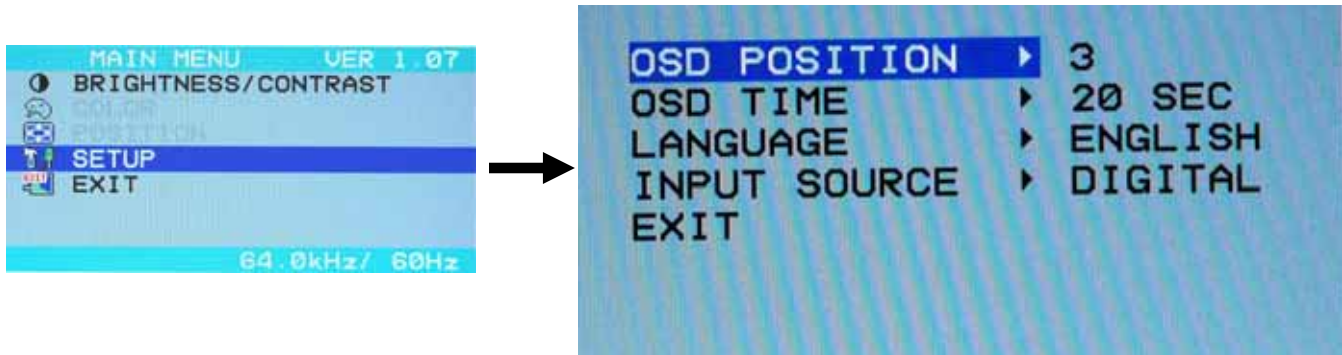 MAIN MENU VER 1.07
BRIGHTNESS/CONTRAST
COLOR
POSITION
SETUP
EXIT
64.0kHz/ 60Hz
OSD POSITION 3
OSD TIME 20 SEC
LANGUAGE ENGLISH
INPUT SOURCE DIGITAL
EXIT